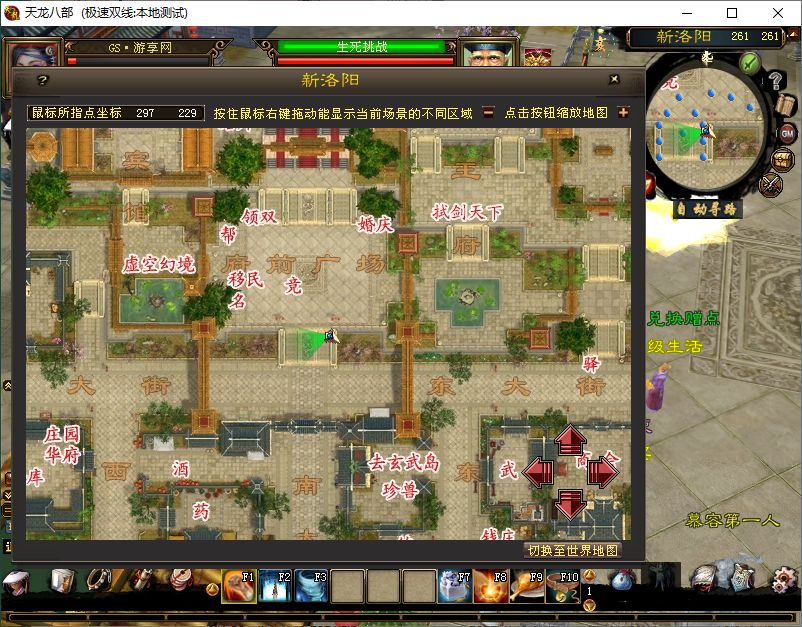 天龙八部 (极速双线:本地测试)
GS·游享网
生死挑战
新洛阳 261 261
新洛阳
鼠标所指点坐标 297 229
按住鼠标右键拖动能显示当前场景的不同区域
点击按钮缩放地图
GM
自动寻路
宾
王
馆
领双
帮
婚庆
拭剑天下
府
虚空幻境
府前广场
移民
名
竞
驿
大街
东大街
庄园
华府
库
西
酒
药
南
去玄武岛
珍兽
东
武
商会
钱庄
兑换赠点
级生活
慕容第一人
切换至世界地图
F1 F2 F3 F7 F8 F9 F10
1